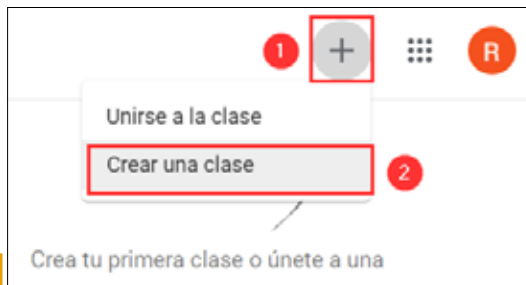 1 + R
Unirse a la clase
Crear una clase 2
Crea tu primera clase o únete a una